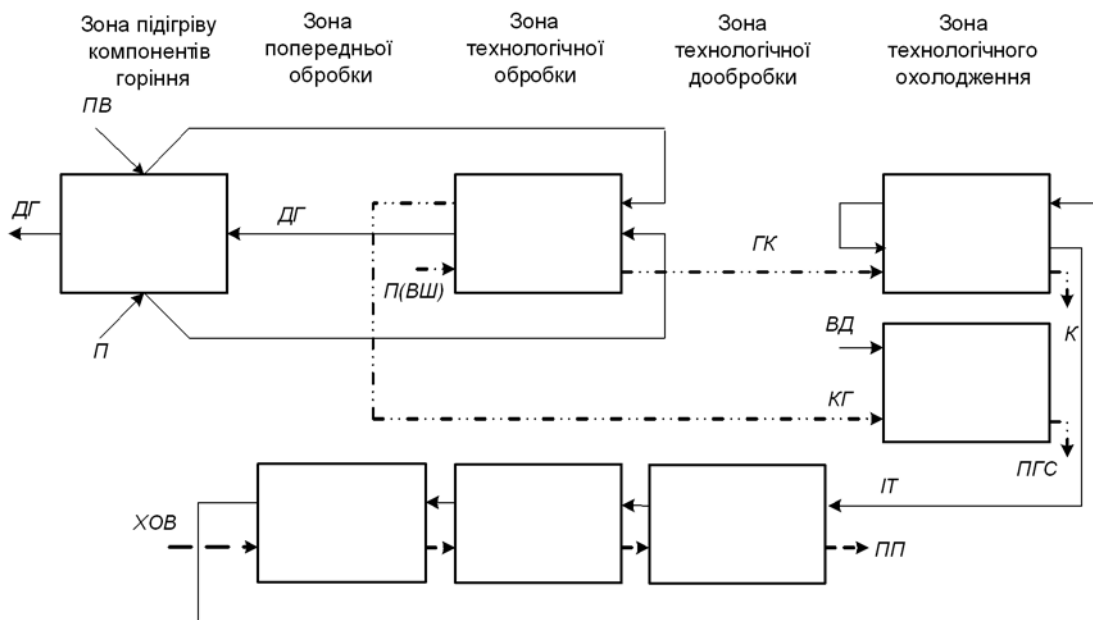 Зона підігріву
компонентів
горіння
Зона
попередньої
обробки
Зона
технологічної
обробки
Зона
технологічної
дообробки
Зона
технологічного
охолодження
ПВ
ДГ
ДГ
П(ВШ)
ГК
П
ВД
К
КГ
ПГС
ІТ
ХОВ
ПП